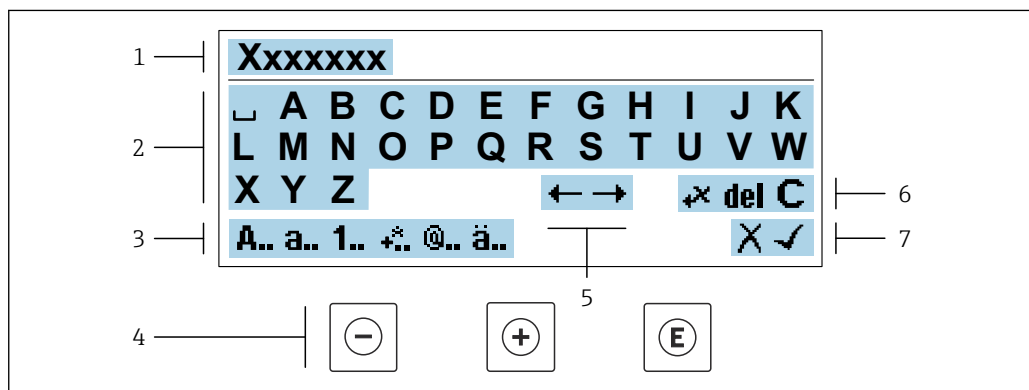 1 Xxxxxxx
2 ␣ A B C D E F G H I J K
L M N O P Q R S T U V W
X Y Z ← → +× del C 6
3 A.. a.. 1.. +*.. @.. ä.. X ✓ 7
5
4 − + E